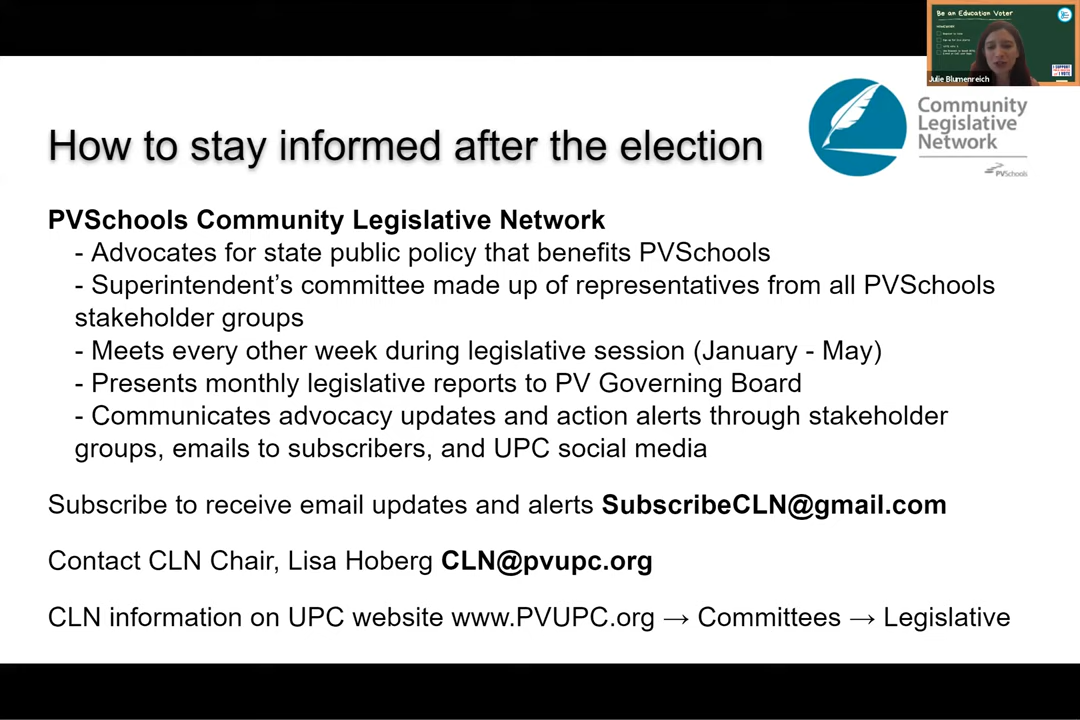 Be an Education Voter
Julie Blumenreich
I SUPPORT
I VOTE
How to stay informed after the election
Community
Legislative
Network
PVSchools
PVSchools Community Legislative Network
- Advocates for state public policy that benefits PVSchools
- Superintendent’s committee made up of representatives from all PVSchools
stakeholder groups
- Meets every other week during legislative session (January - May)
- Presents monthly legislative reports to PV Governing Board
- Communicates advocacy updates and action alerts through stakeholder
groups, emails to subscribers, and UPC social media
Subscribe to receive email updates and alerts SubscribeCLN@gmail.com
Contact CLN Chair, Lisa Hoberg CLN@pvupc.org
CLN information on UPC website www.PVUPC.org → Committees → Legislative